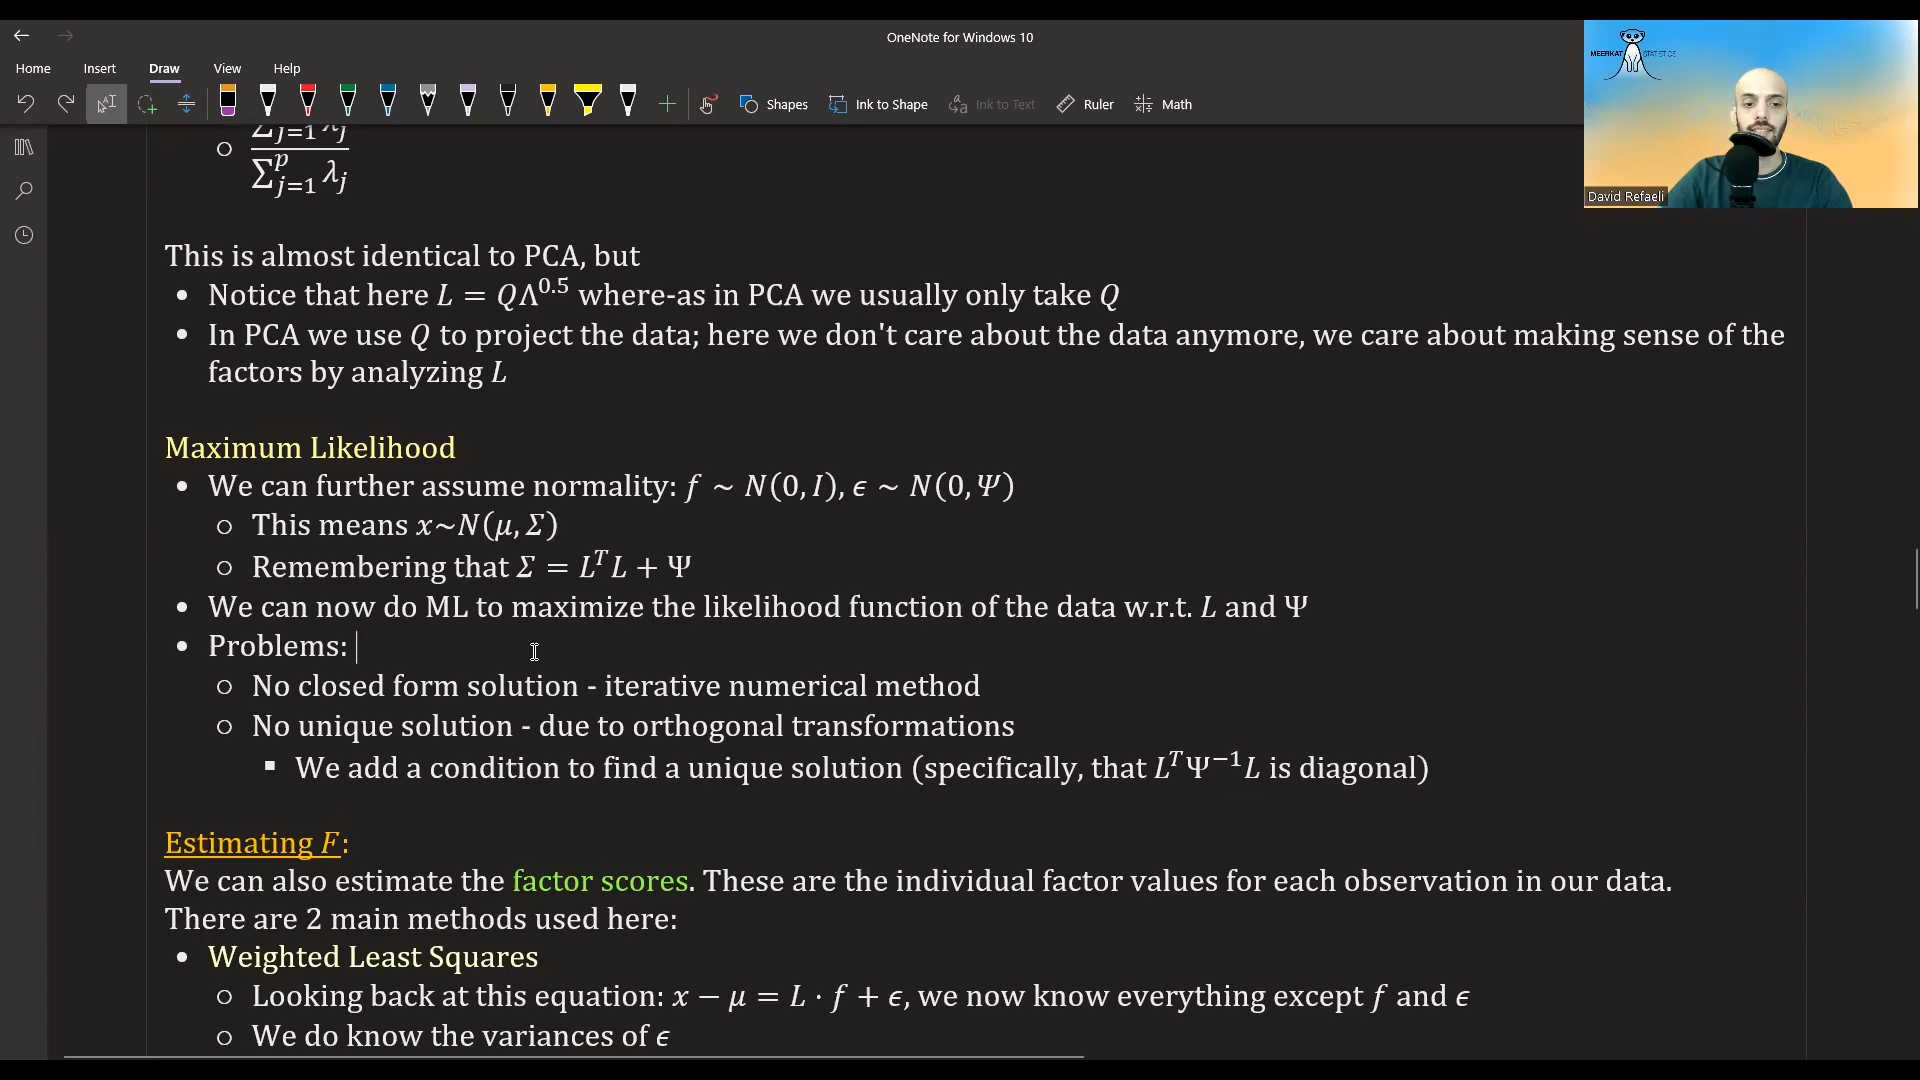 OneNote for Windows 10
Home Insert Draw View Help
Shapes Ink to Shape Ink to Text Ruler Math
MEERKAT STATISTICS
David Refaeli
○ Σ_{j=1} λ_j / Σ_{j=1}^{p} λ_j
This is almost identical to PCA, but
• Notice that here L = QΛ^{0.5} where-as in PCA we usually only take Q
• In PCA we use Q to project the data; here we don't care about the data anymore, we care about making sense of the
factors by analyzing L
Maximum Likelihood
• We can further assume normality: f ~ N(0, I), ϵ ~ N(0, Ψ)
○ This means x~N(μ, Σ)
○ Remembering that Σ = L^T L + Ψ
• We can now do ML to maximize the likelihood function of the data w.r.t. L and Ψ
• Problems:
○ No closed form solution - iterative numerical method
○ No unique solution - due to orthogonal transformations
▪ We add a condition to find a unique solution (specifically, that L^T Ψ^{−1} L is diagonal)
Estimating F:
We can also estimate the factor scores. These are the individual factor values for each observation in our data.
There are 2 main methods used here:
• Weighted Least Squares
○ Looking back at this equation: x − μ = L · f + ϵ, we now know everything except f and ϵ
○ We do know the variances of ϵ